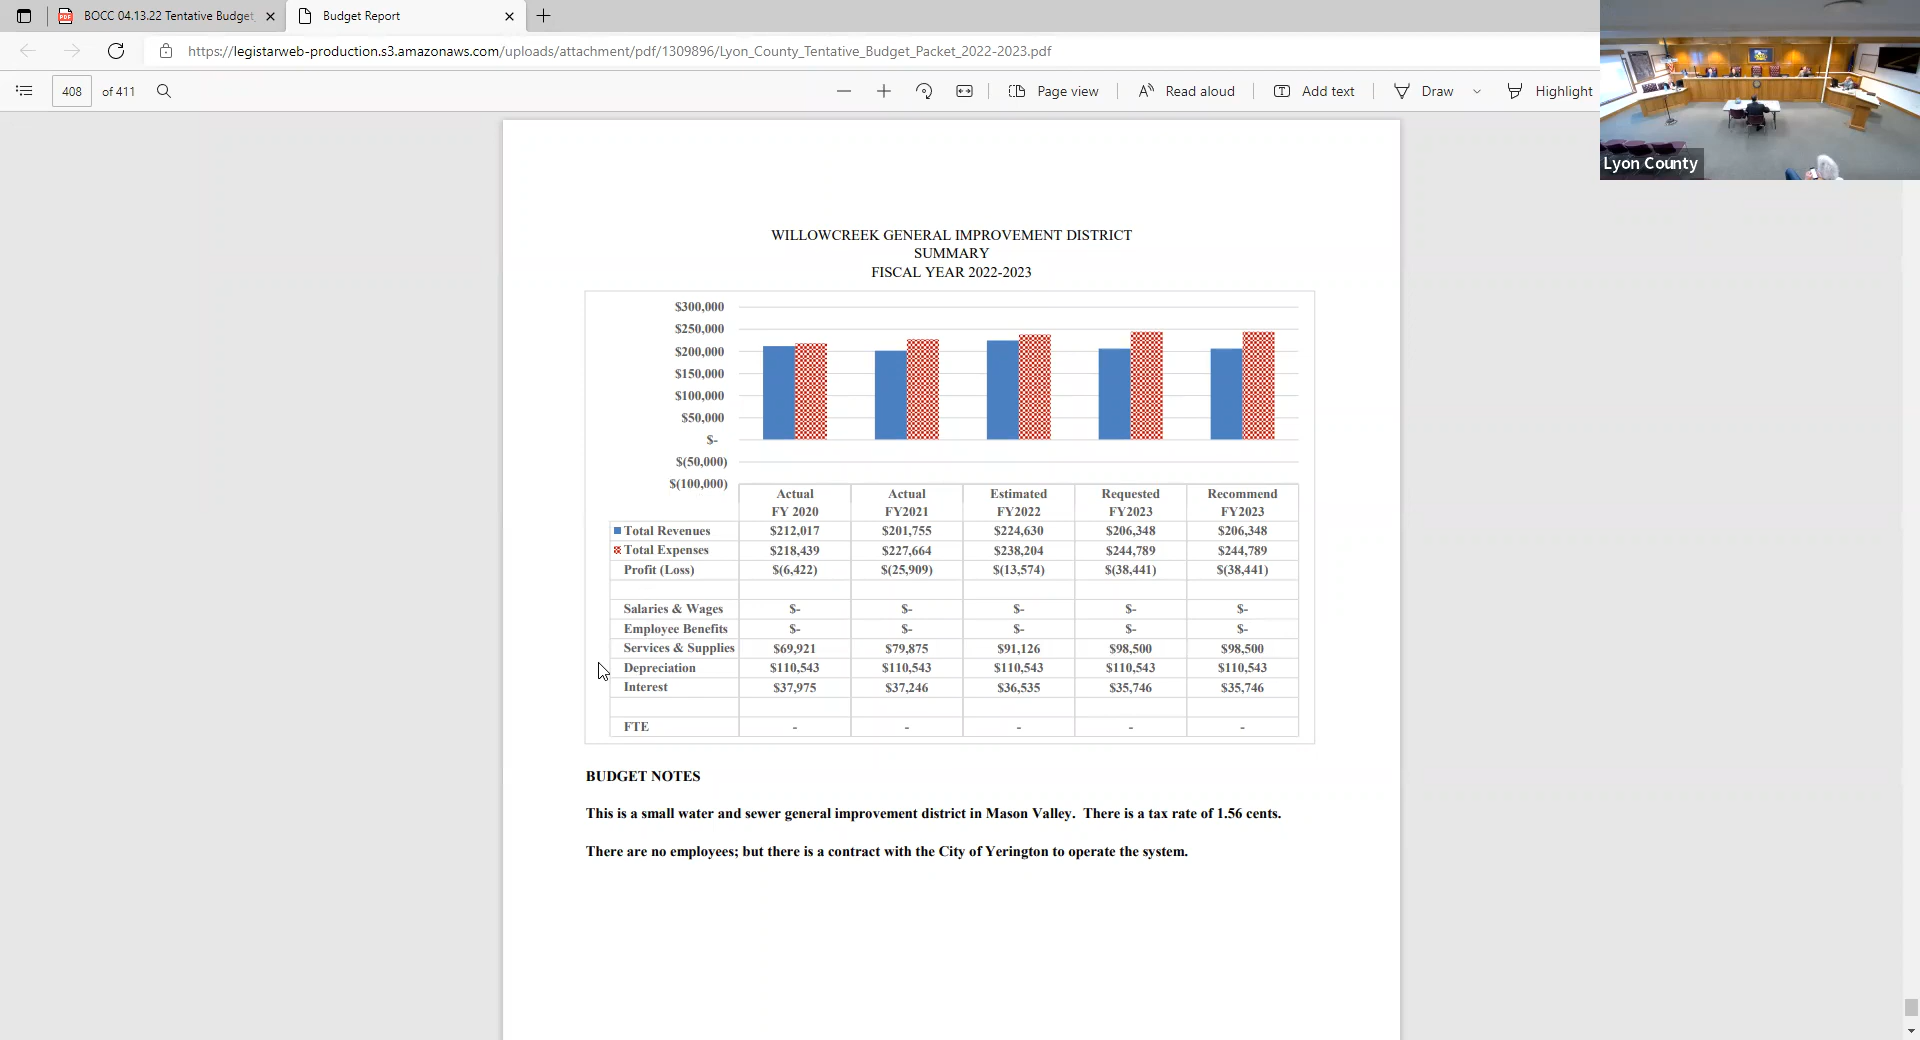 BOCC 04.13.22 Tentative Budget
Budget Report
https://legistarweb-production.s3.amazonaws.com/uploads/attachment/pdf/1309896/Lyon_County_Tentative_Budget_Packet_2022-2023.pdf
408 of 411 Page view Read aloud Add text Draw Highlight
Lyon County
WILLOWCREEK GENERAL IMPROVEMENT DISTRICT
SUMMARY
FISCAL YEAR 2022-2023
$300,000
$250,000
$200,000
$150,000
$100,000
$50,000
$-
$(50,000)
$(100,000)
Actual Actual Estimated Requested Recommend
FY 2020 FY2021 FY2022 FY2023 FY2023
Total Revenues $212,017 $201,755 $224,630 $206,348 $206,348
Total Expenses $218,439 $227,664 $238,204 $244,789 $244,789
Profit (Loss) $(6,422) $(25,909) $(13,574) $(38,441) $(38,441)
Salaries & Wages $- $- $- $- $-
Employee Benefits $- $- $- $- $-
Services & Supplies $69,921 $79,875 $91,126 $98,500 $98,500
Depreciation $110,543 $110,543 $110,543 $110,543 $110,543
Interest $37,975 $37,246 $36,535 $35,746 $35,746
FTE - - - - -
BUDGET NOTES
This is a small water and sewer general improvement district in Mason Valley. There is a tax rate of 1.56 cents.
There are no employees; but there is a contract with the City of Yerington to operate the system.